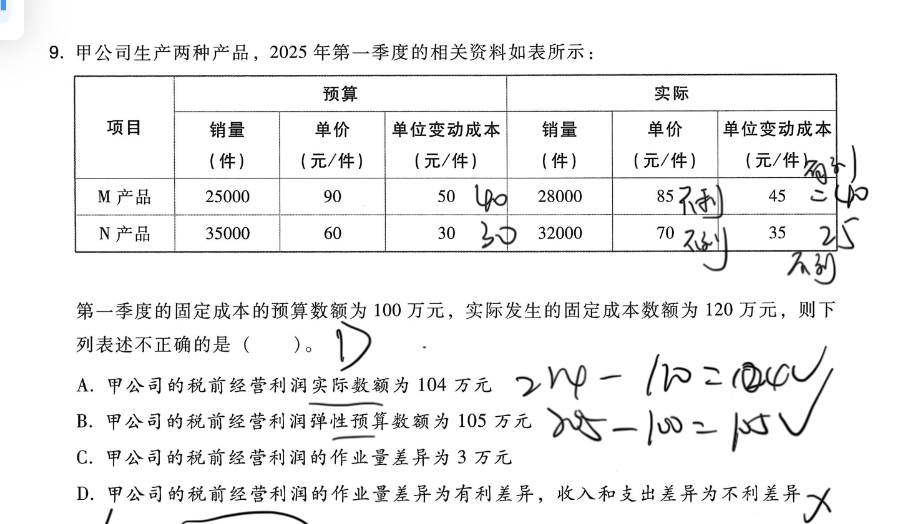 9. 甲公司生产两种产品，2025 年第一季度的相关资料如表所示：
项目 预算 实际
销量（件） 单价（元/件） 单位变动成本（元/件） 销量（件） 单价（元/件） 单位变动成本（元/件）
不利
M 产品 25000 90 50 40 28000 85 不利 45 =40
N 产品 35000 60 30 30 32000 70 不利 35 25
不利
第一季度的固定成本的预算数额为 100 万元，实际发生的固定成本数额为 120 万元，则下
列表述不正确的是（ ）。 D
A. 甲公司的税前经营利润实际数额为 104 万元 224-120=104 √
B. 甲公司的税前经营利润弹性预算数额为 105 万元 205-100=105 √
C. 甲公司的税前经营利润的作业量差异为 3 万元
D. 甲公司的税前经营利润的作业量差异为有利差异，收入和支出差异为不利差异 ×